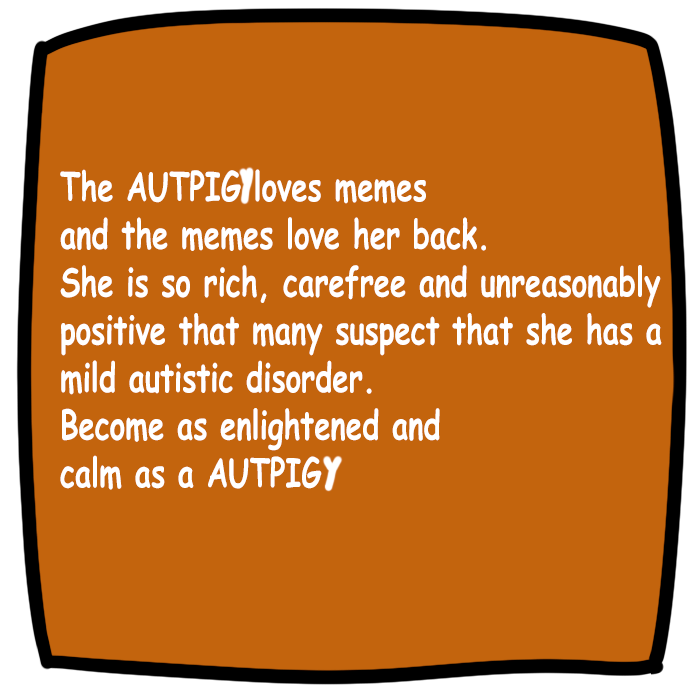 The AUTPIGY loves memes
and the memes love her back.
She is so rich, carefree and unreasonably
positive that many suspect that she has a
mild autistic disorder.
Become as enlightened and
calm as a AUTPIGY